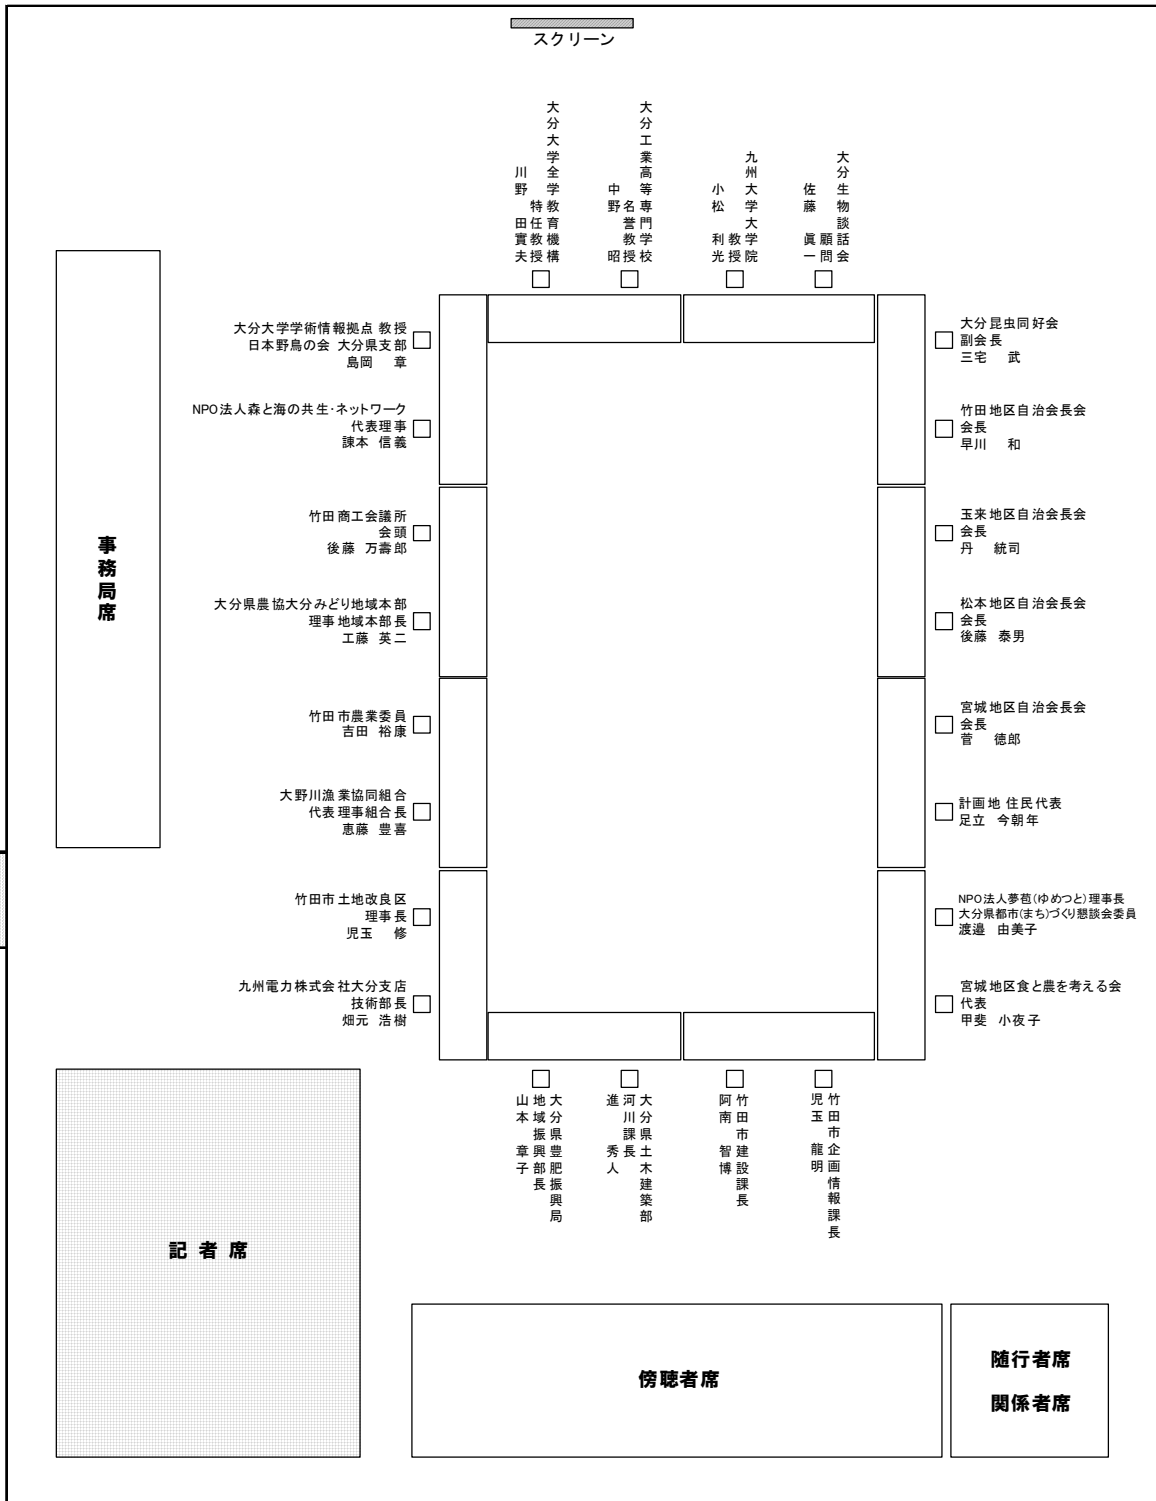 スクリーン
大分大学全学教育機構
特任教授
川野 田實夫
大分工業高等専門学校
名誉教授
中野 昭
九州大学大学院
教授
小松 利光
大分生物談話会
顧問
佐藤 眞一
大分大学学術情報拠点 教授
日本野鳥の会 大分県支部
島岡 章
NPO法人森と海の共生・ネットワーク
代表理事
諌本 信義
竹田商工会議所
会頭
後藤 万壽郎
大分県農協大分みどり地域本部
理事地域本部長
工藤 英二
竹田市農業委員
吉田 裕康
大野川漁業協同組合
代表理事組合長
恵藤 豊喜
竹田市土地改良区
理事長
児玉 修
九州電力株式会社大分支店
技術部長
畑元 浩樹
大分昆虫同好会
副会長
三宅 武
竹田地区自治会長会
会長
早川 和
玉来地区自治会長会
会長
丹 統司
松本地区自治会長会
会長
後藤 泰男
宮城地区自治会長会
会長
菅 徳郎
計画地 住民代表
足立 今朝年
NPO法人夢苞(ゆめつと)理事長
大分県都市(まち)づくり懇談会委員
渡邉 由美子
宮城地区食と農を考える会
代表
甲斐 小夜子
大分県豊肥振興局
地域振興部長
山本 章子
大分県土木建築部
河川課長
進 秀人
竹田市建設課長
阿南 智博
竹田市企画情報課長
児玉 龍明
事務局席
記者席
傍聴者席
随行者席
関係者席